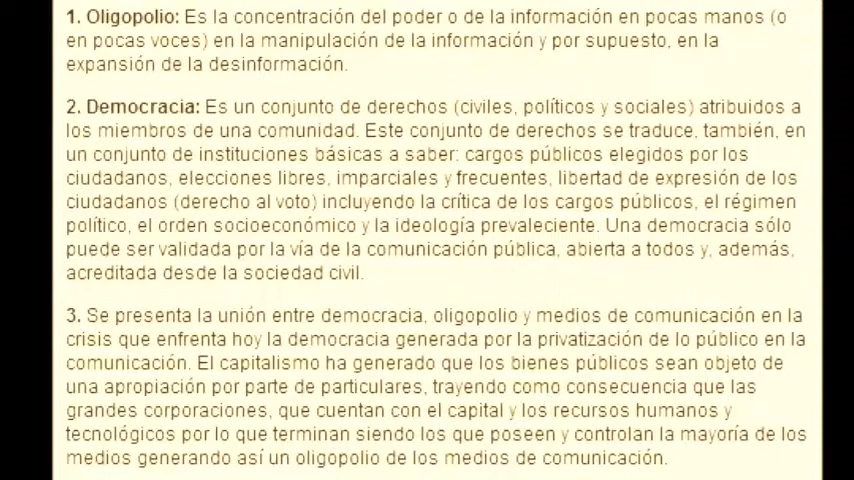 1. Oligopolio: Es la concentración del poder o de la información en pocas manos (o
en pocas voces) en la manipulación de la información y por supuesto, en la
expansión de la desinformación.
2. Democracia: Es un conjunto de derechos (civiles, políticos y sociales) atribuidos a
los miembros de una comunidad. Este conjunto de derechos se traduce, también, en
un conjunto de instituciones básicas a saber: cargos públicos elegidos por los
ciudadanos, elecciones libres, imparciales y frecuentes, libertad de expresión de los
ciudadanos (derecho al voto) incluyendo la crítica de los cargos públicos, el régimen
político, el orden socioeconómico y la ideología prevaleciente. Una democracia sólo
puede ser validada por la vía de la comunicación pública, abierta a todos y, además,
acreditada desde la sociedad civil.
3. Se presenta la unión entre democracia, oligopolio y medios de comunicación en la
crisis que enfrenta hoy la democracia generada por la privatización de lo público en la
comunicación. El capitalismo ha generado que los bienes públicos sean objeto de
una apropiación por parte de particulares, trayendo como consecuencia que las
grandes corporaciones, que cuentan con el capital y los recursos humanos y
tecnológicos por lo que terminan siendo los que poseen y controlan la mayoría de los
medios generando así un oligopolio de los medios de comunicación.